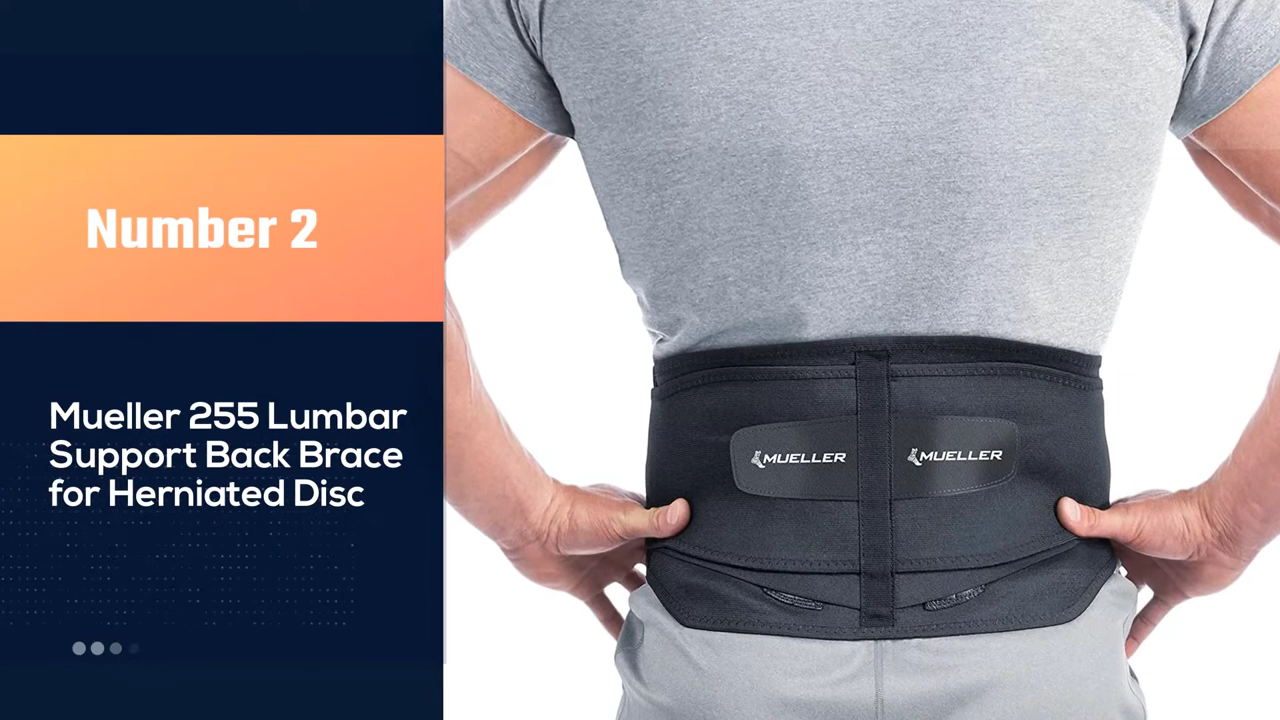 Number 2
Mueller 255 Lumbar
Support Back Brace
for Herniated Disc
MUELLER
MUELLER